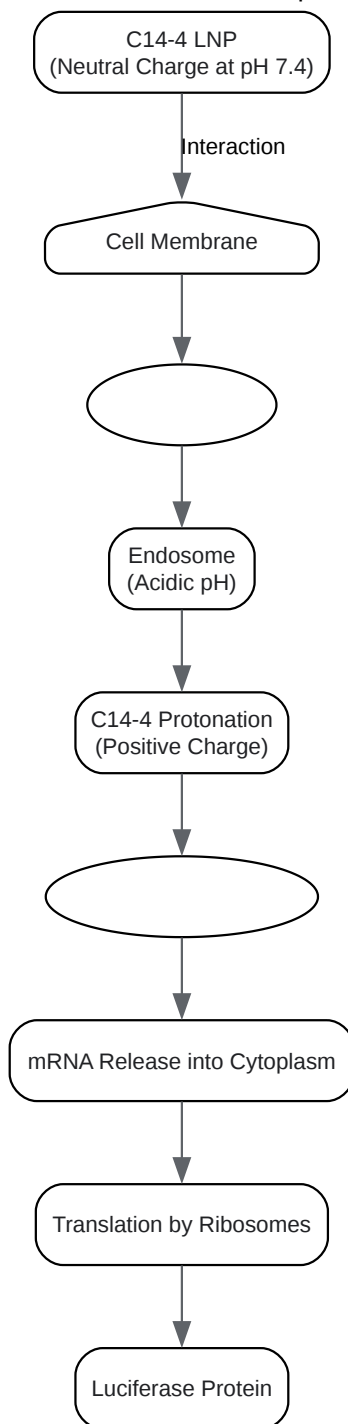 C14-4 LNP
(Neutral Charge at pH 7.4)
Interaction
Cell Membrane
Endosome
(Acidic pH)
C14-4 Protonation
(Positive Charge)
mRNA Release into Cytoplasm
Translation by Ribosomes
Luciferase Protein